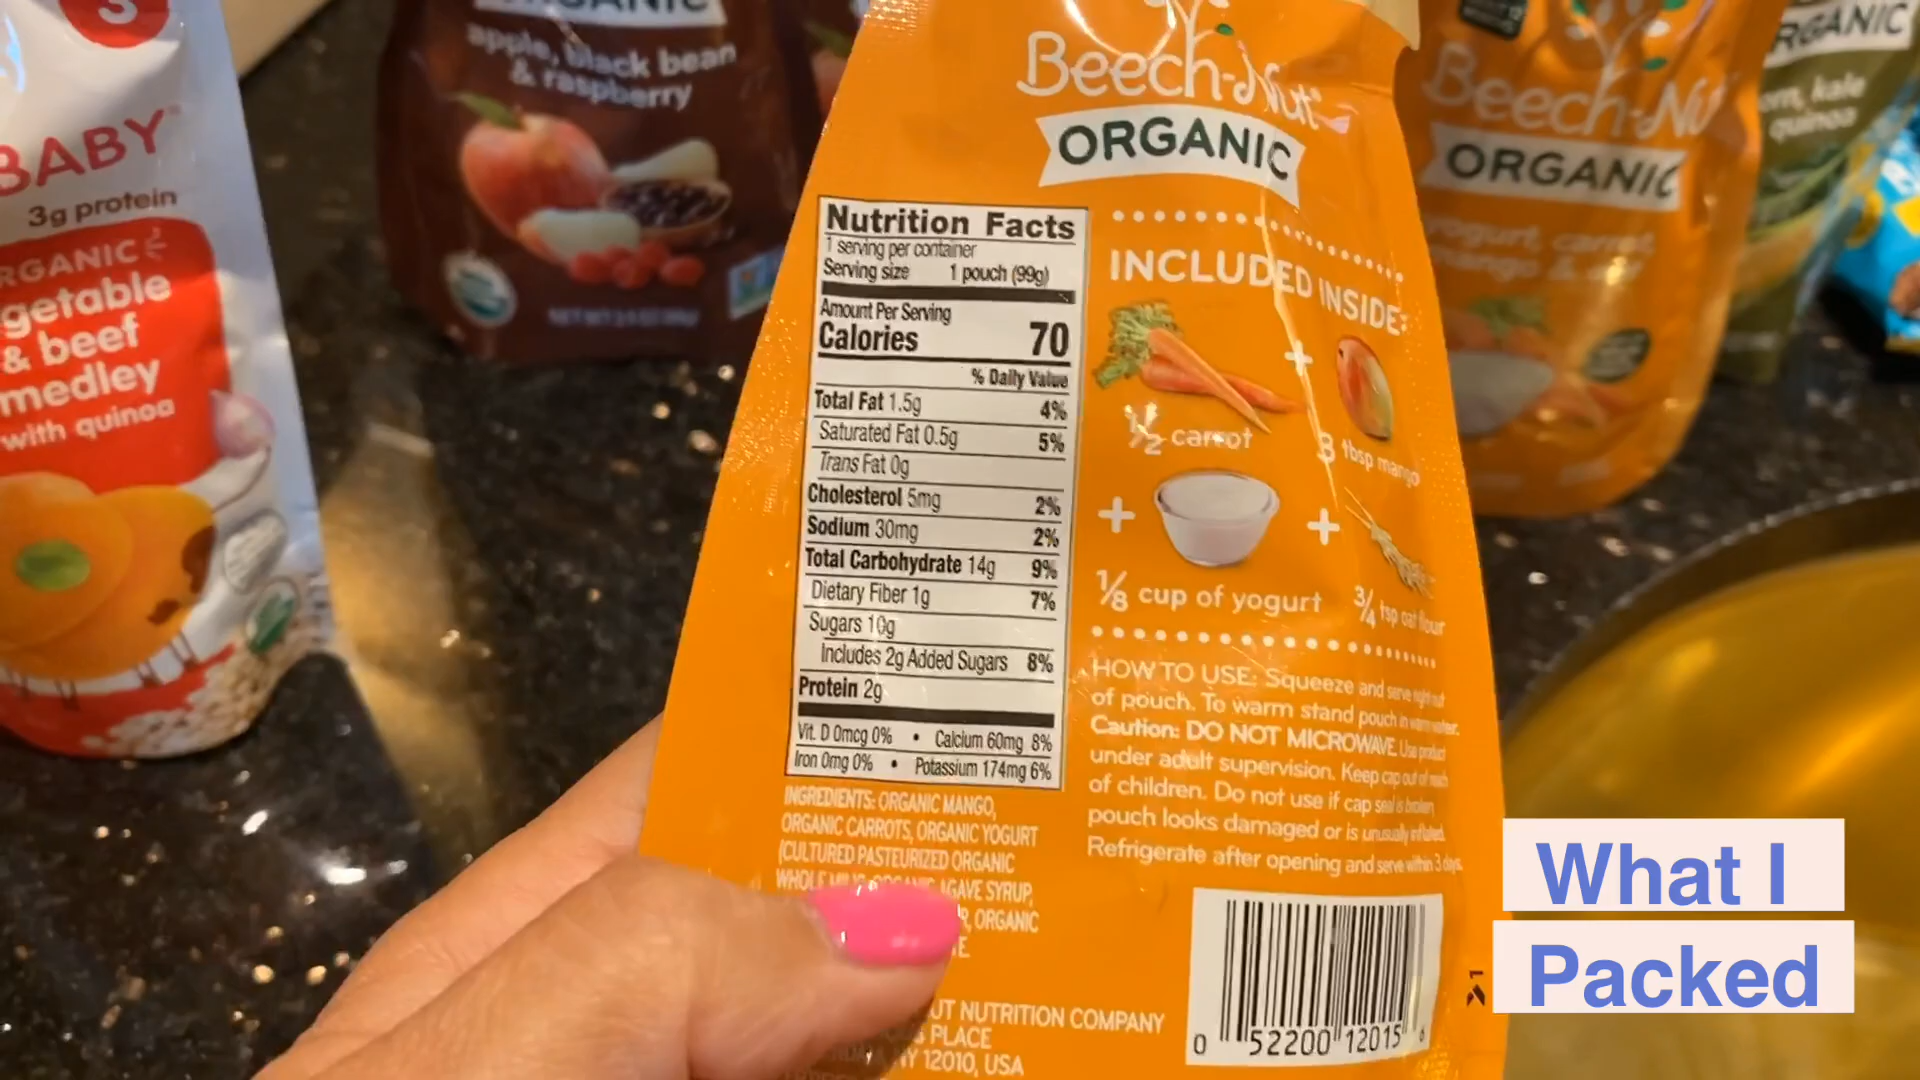 3
BABY
3g protein
ORGANIC
getable
& beef
medley
with quinoa
ORGANIC
apple, black bean
& raspberry
Beech-Nut
ORGANIC
Nutrition Facts
1 serving per container
Serving size 1 pouch (99g)
Amount Per Serving
Calories 70
% Daily Value
Total Fat 1.5g 4%
Saturated Fat 0.5g 5%
Trans Fat 0g
Cholesterol 5mg 2%
Sodium 30mg 2%
Total Carbohydrate 14g 9%
Dietary Fiber 1g 7%
Sugars 10g
Includes 2g Added Sugars 8%
Protein 2g
Vit. D 0mcg 0% • Calcium 60mg 8%
Iron 0mg 0% • Potassium 174mg 6%
INGREDIENTS: ORGANIC MANGO,
ORGANIC CARROTS, ORGANIC YOGURT
(CULTURED PASTEURIZED ORGANIC
WHOLE MILK), ORGANIC AGAVE SYRUP,
ORGANIC
UT NUTRITION COMPANY
PLACE
NY 12010, USA
INCLUDED INSIDE:
+
1/2 carrot
3 tbsp mango
+
+
1/8 cup of yogurt
3/4 tsp oat flour
HOW TO USE: Squeeze and serve right out
of pouch. To warm stand pouch in warm water.
Caution: DO NOT MICROWAVE. Use product
under adult supervision. Keep cap out of reach
of children. Do not use if cap seal is broken,
pouch looks damaged or is unusually inflated.
Refrigerate after opening and serve within 3 days.
0 52200 12015 6
Beech-Nut
ORGANIC
yogurt, carrot
ORGANIC
kale
quinoa
What I
Packed